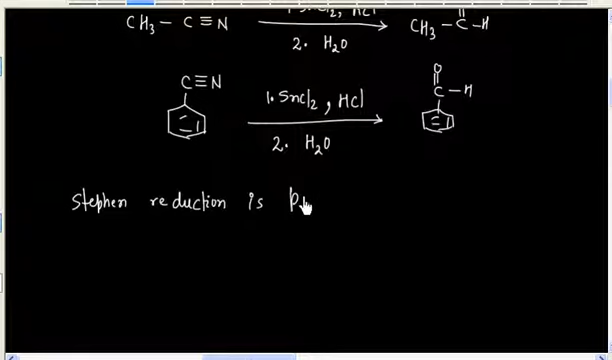 CH₃ – C ≡ N
2. H₂O
CH₃ – C – H
C ≡ N
1. SnCl₂, HCl
2. H₂O
O
C – H
Stephen reduction is